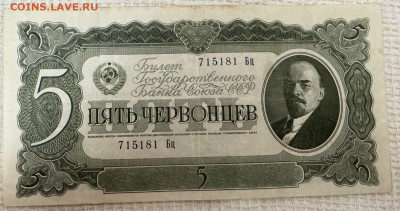 COINS.LAVE.RU
715181 Бц
Билет
Государственного
Банка Союза ССР
5
ПЯТЬ ЧЕРВОНЦЕВ
715181 Бц
5